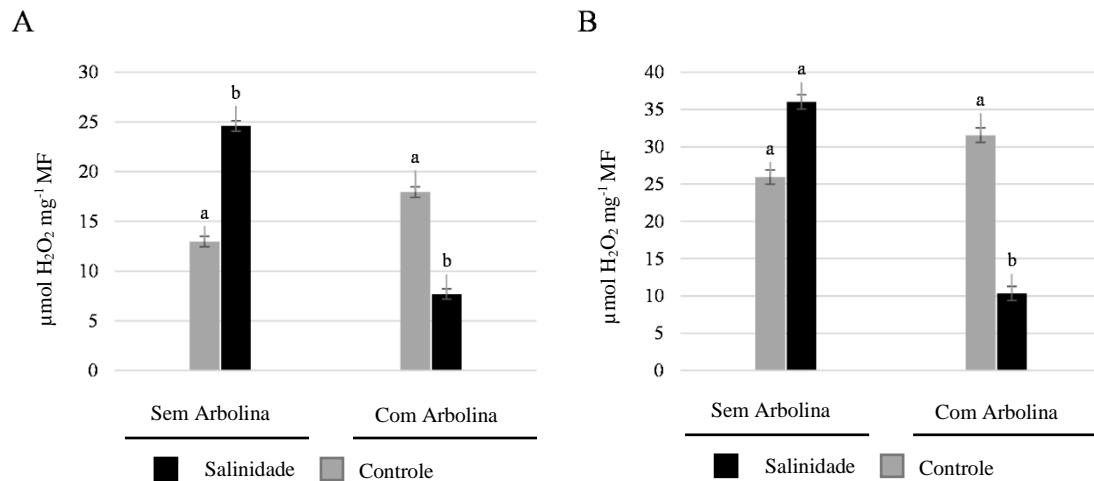 A
µmol H₂O₂ mg⁻¹ MF
30
25
20
15
10
5
0
a
b
a
b
Sem Arbolina
Com Arbolina
Salinidade
Controle
B
µmol H₂O₂ mg⁻¹ MF
40
35
30
25
20
15
10
5
0
a
a
a
b
Sem Arbolina
Com Arbolina
Salinidade
Controle